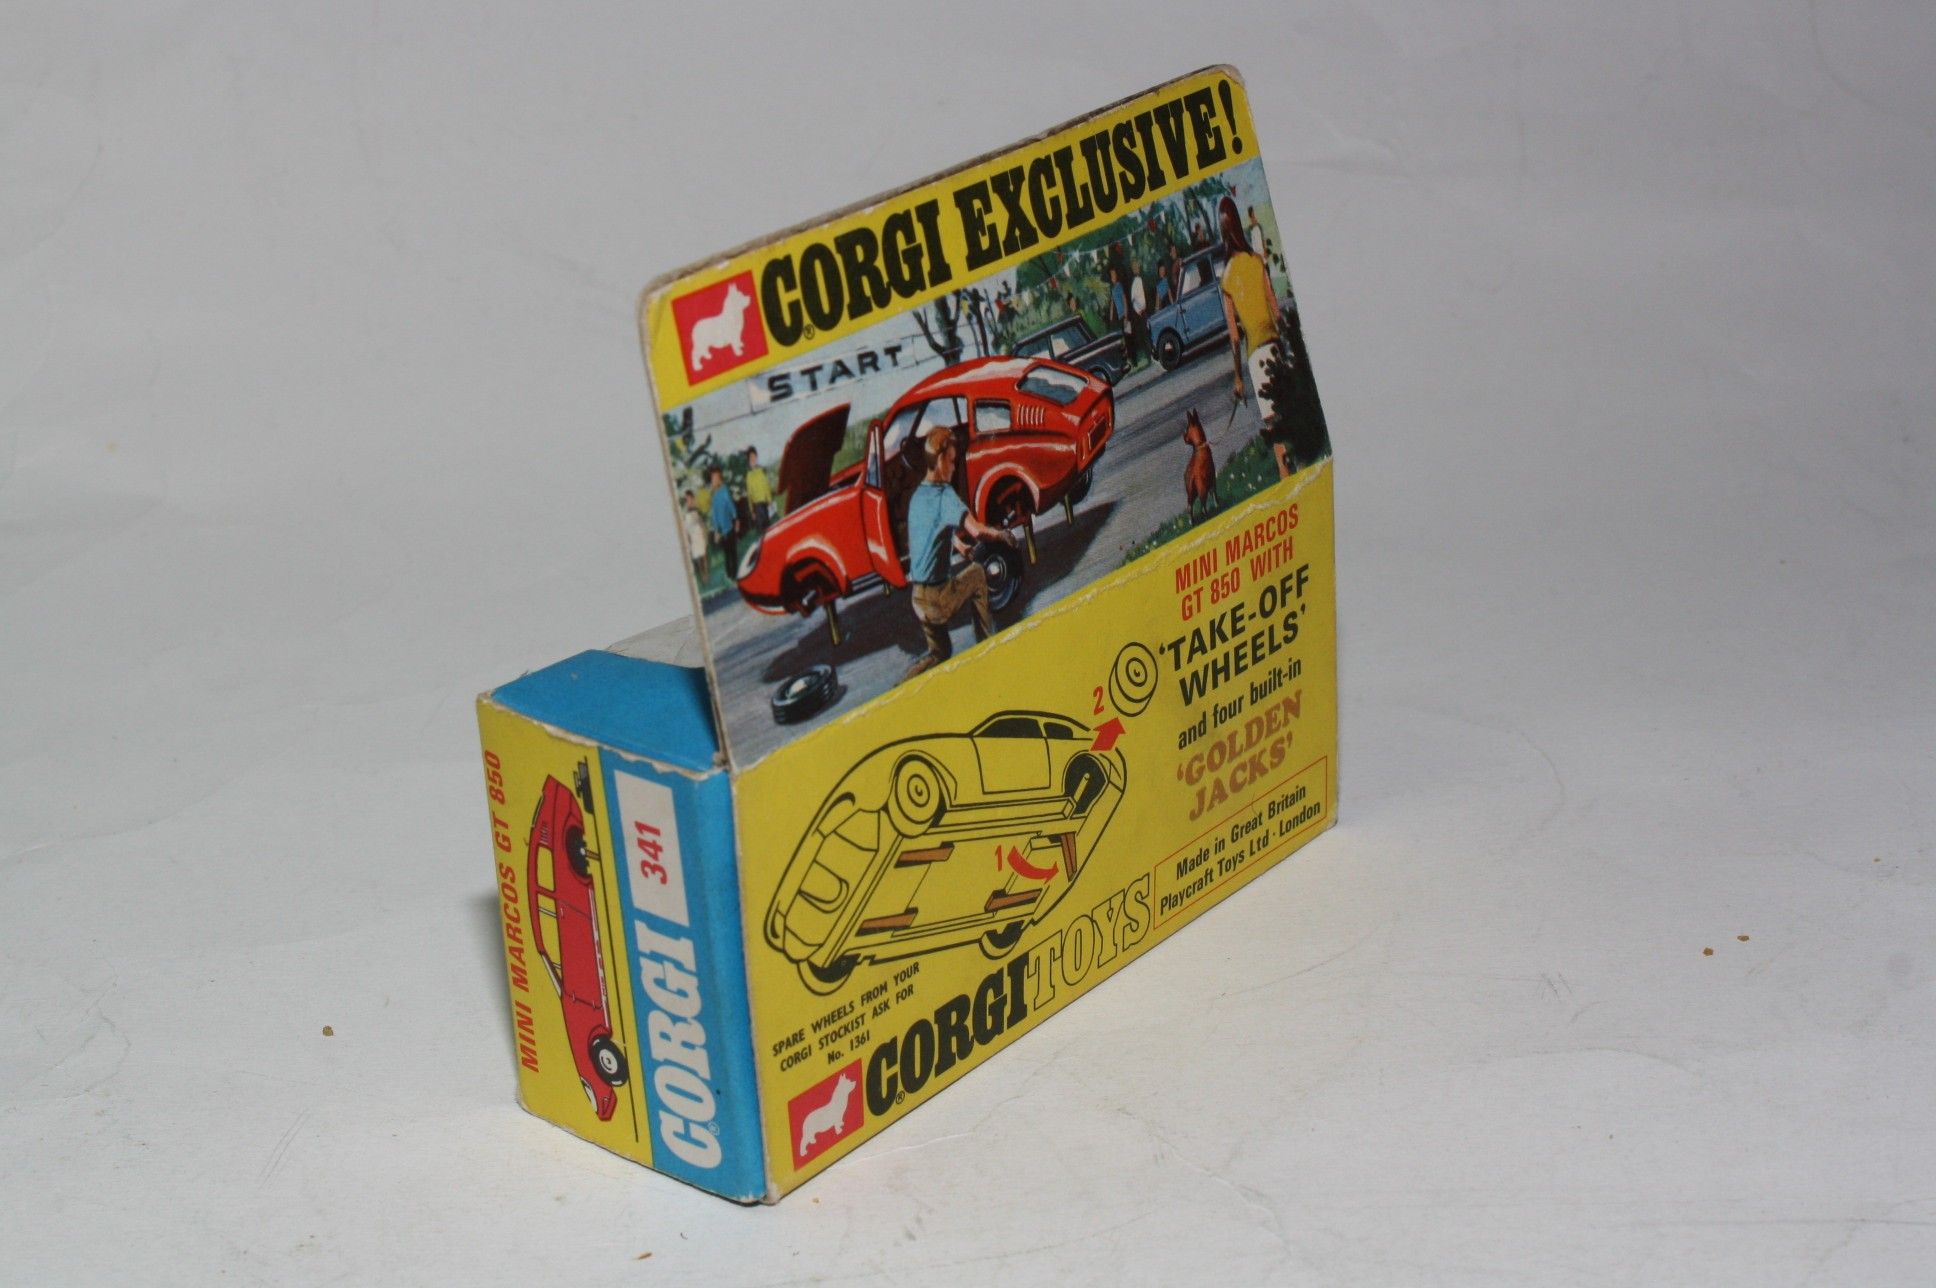 CORGI EXCLUSIVE!
®
START
MINI MARCOS
GT 850 WITH
'TAKE-OFF
WHEELS'
and four built-in
'GOLDEN
JACKS'
2
1
Made in Great Britain
Playcraft Toys Ltd · London
SPARE WHEELS FROM YOUR
CORGI STOCKIST ASK FOR
No. 1361
CORGI TOYS
®
MINI MARCOS GT 850
CORGI 341
®